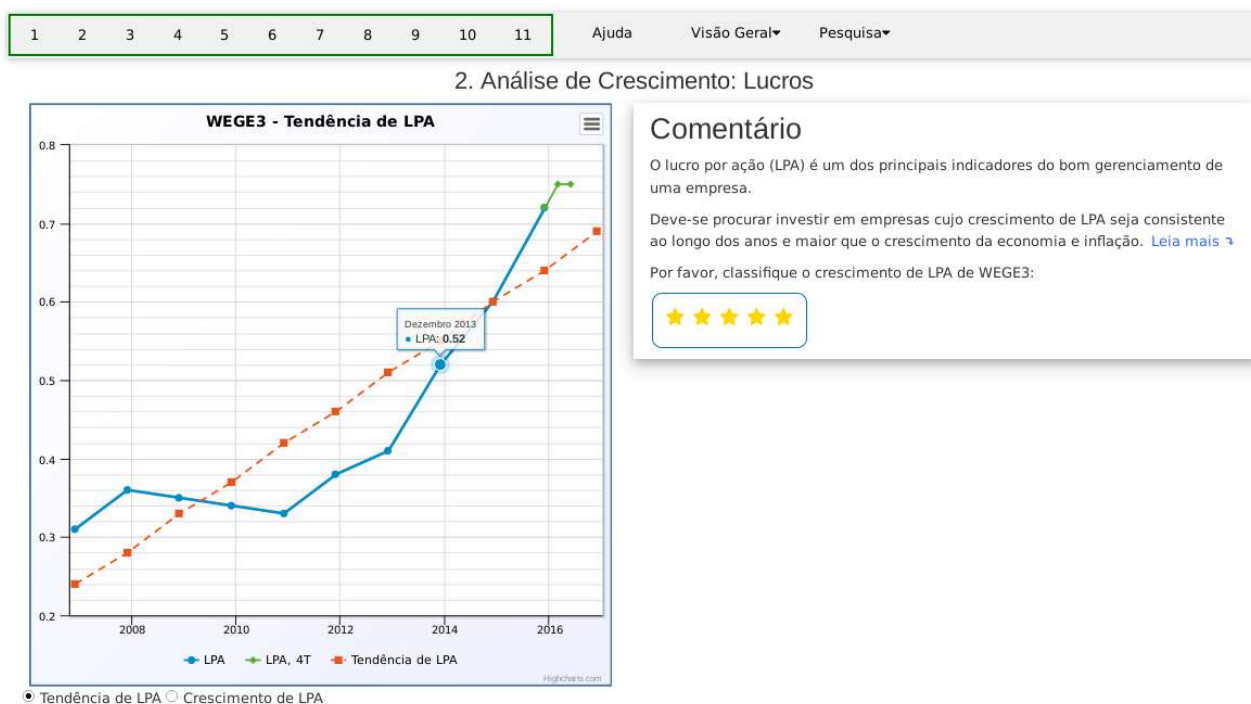 1 2 3 4 5 6 7 8 9 10 11 Ajuda Visão Geral▾ Pesquisa▾
2. Análise de Crescimento: Lucros
WEGE3 - Tendência de LPA
0.8
0.7
0.6
0.5
0.4
0.3
0.2
Dezembro 2013
● LPA: 0.52
2008 2010 2012 2014 2016
LPA LPA, 4T Tendência de LPA
Highcharts.com
Tendência de LPA Crescimento de LPA
Comentário
O lucro por ação (LPA) é um dos principais indicadores do bom gerenciamento de
uma empresa.
Deve-se procurar investir em empresas cujo crescimento de LPA seja consistente
ao longo dos anos e maior que o crescimento da economia e inflação. Leia mais
Por favor, classifique o crescimento de LPA de WEGE3: